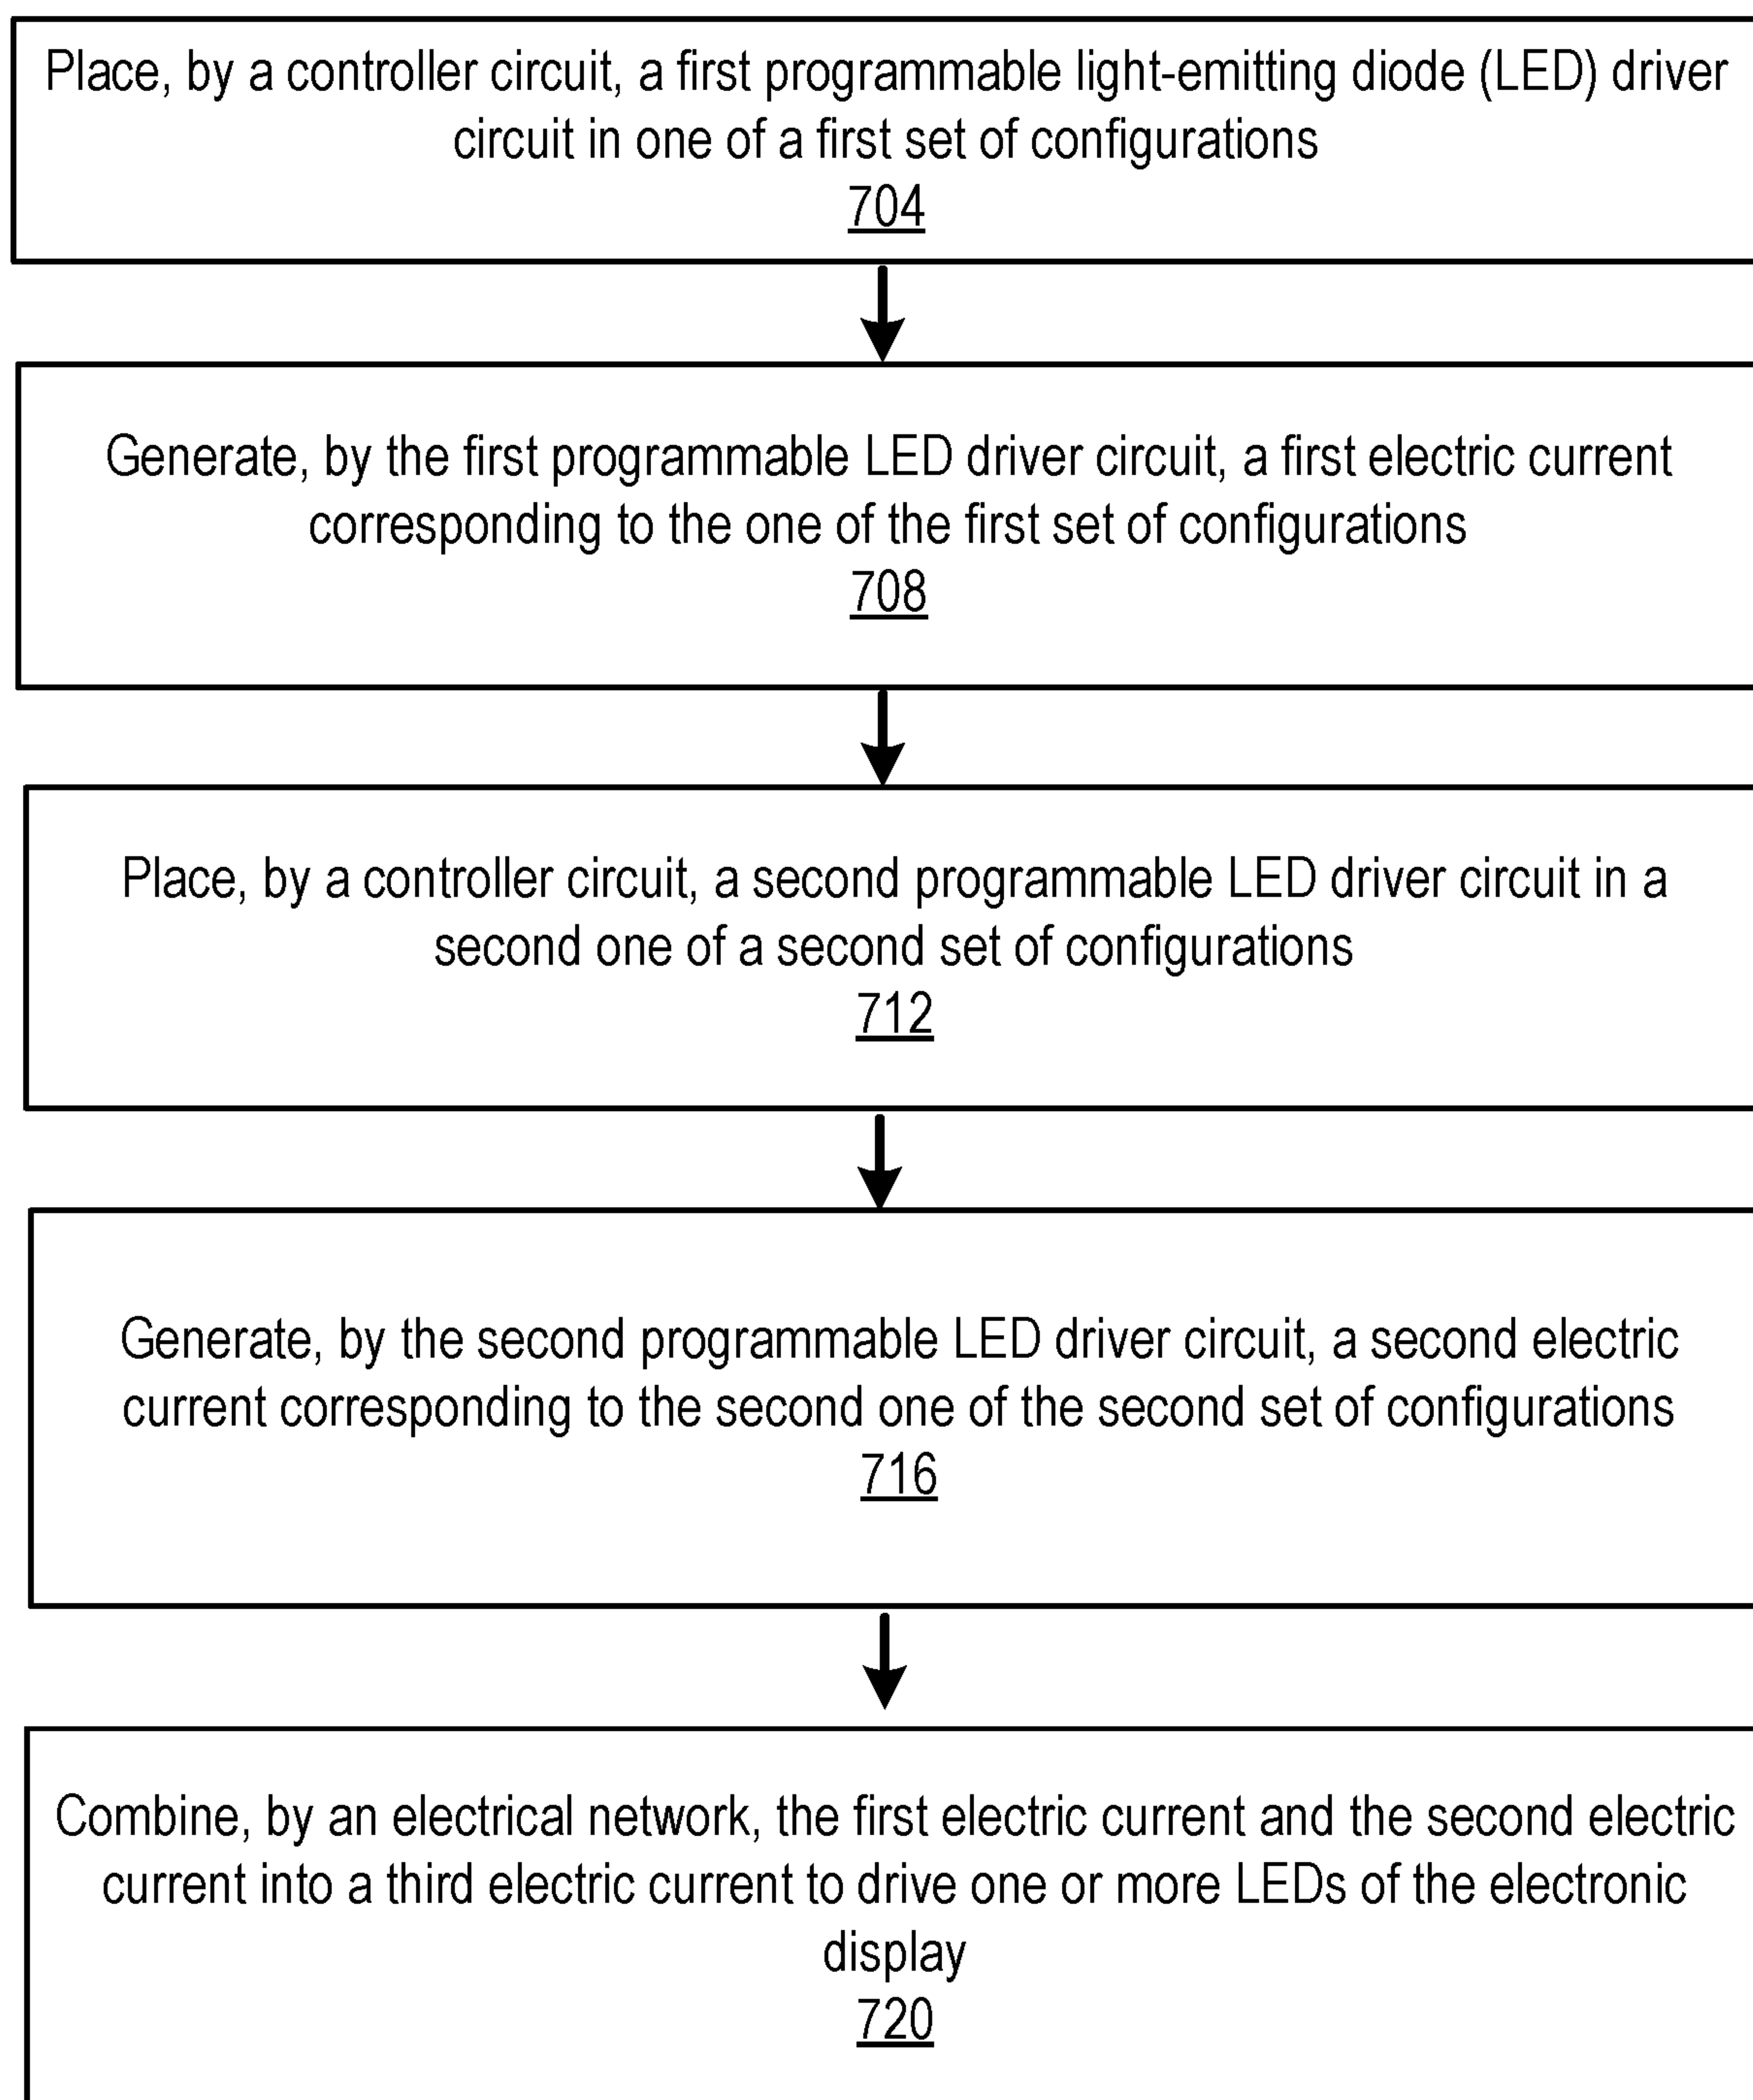 Place, by a controller circuit, a first programmable light-emitting diode (LED) driver
circuit in one of a first set of configurations
704
Generate, by the first programmable LED driver circuit, a first electric current
corresponding to the one of the first set of configurations
708
Place, by a controller circuit, a second programmable LED driver circuit in a
second one of a second set of configurations
712
Generate, by the second programmable LED driver circuit, a second electric
current corresponding to the second one of the second set of configurations
716
Combine, by an electrical network, the first electric current and the second electric
current into a third electric current to drive one or more LEDs of the electronic
display
720